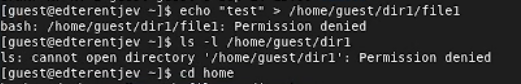 [guest@edterentjev ~]$ echo "test" > /home/guest/dir1/file1
bash: /home/guest/dir1/file1: Permission denied
[guest@edterentjev ~]$ ls -l /home/guest/dir1
ls: cannot open directory '/home/guest/dir1': Permission denied
[guest@edterentjev ~]$ cd home